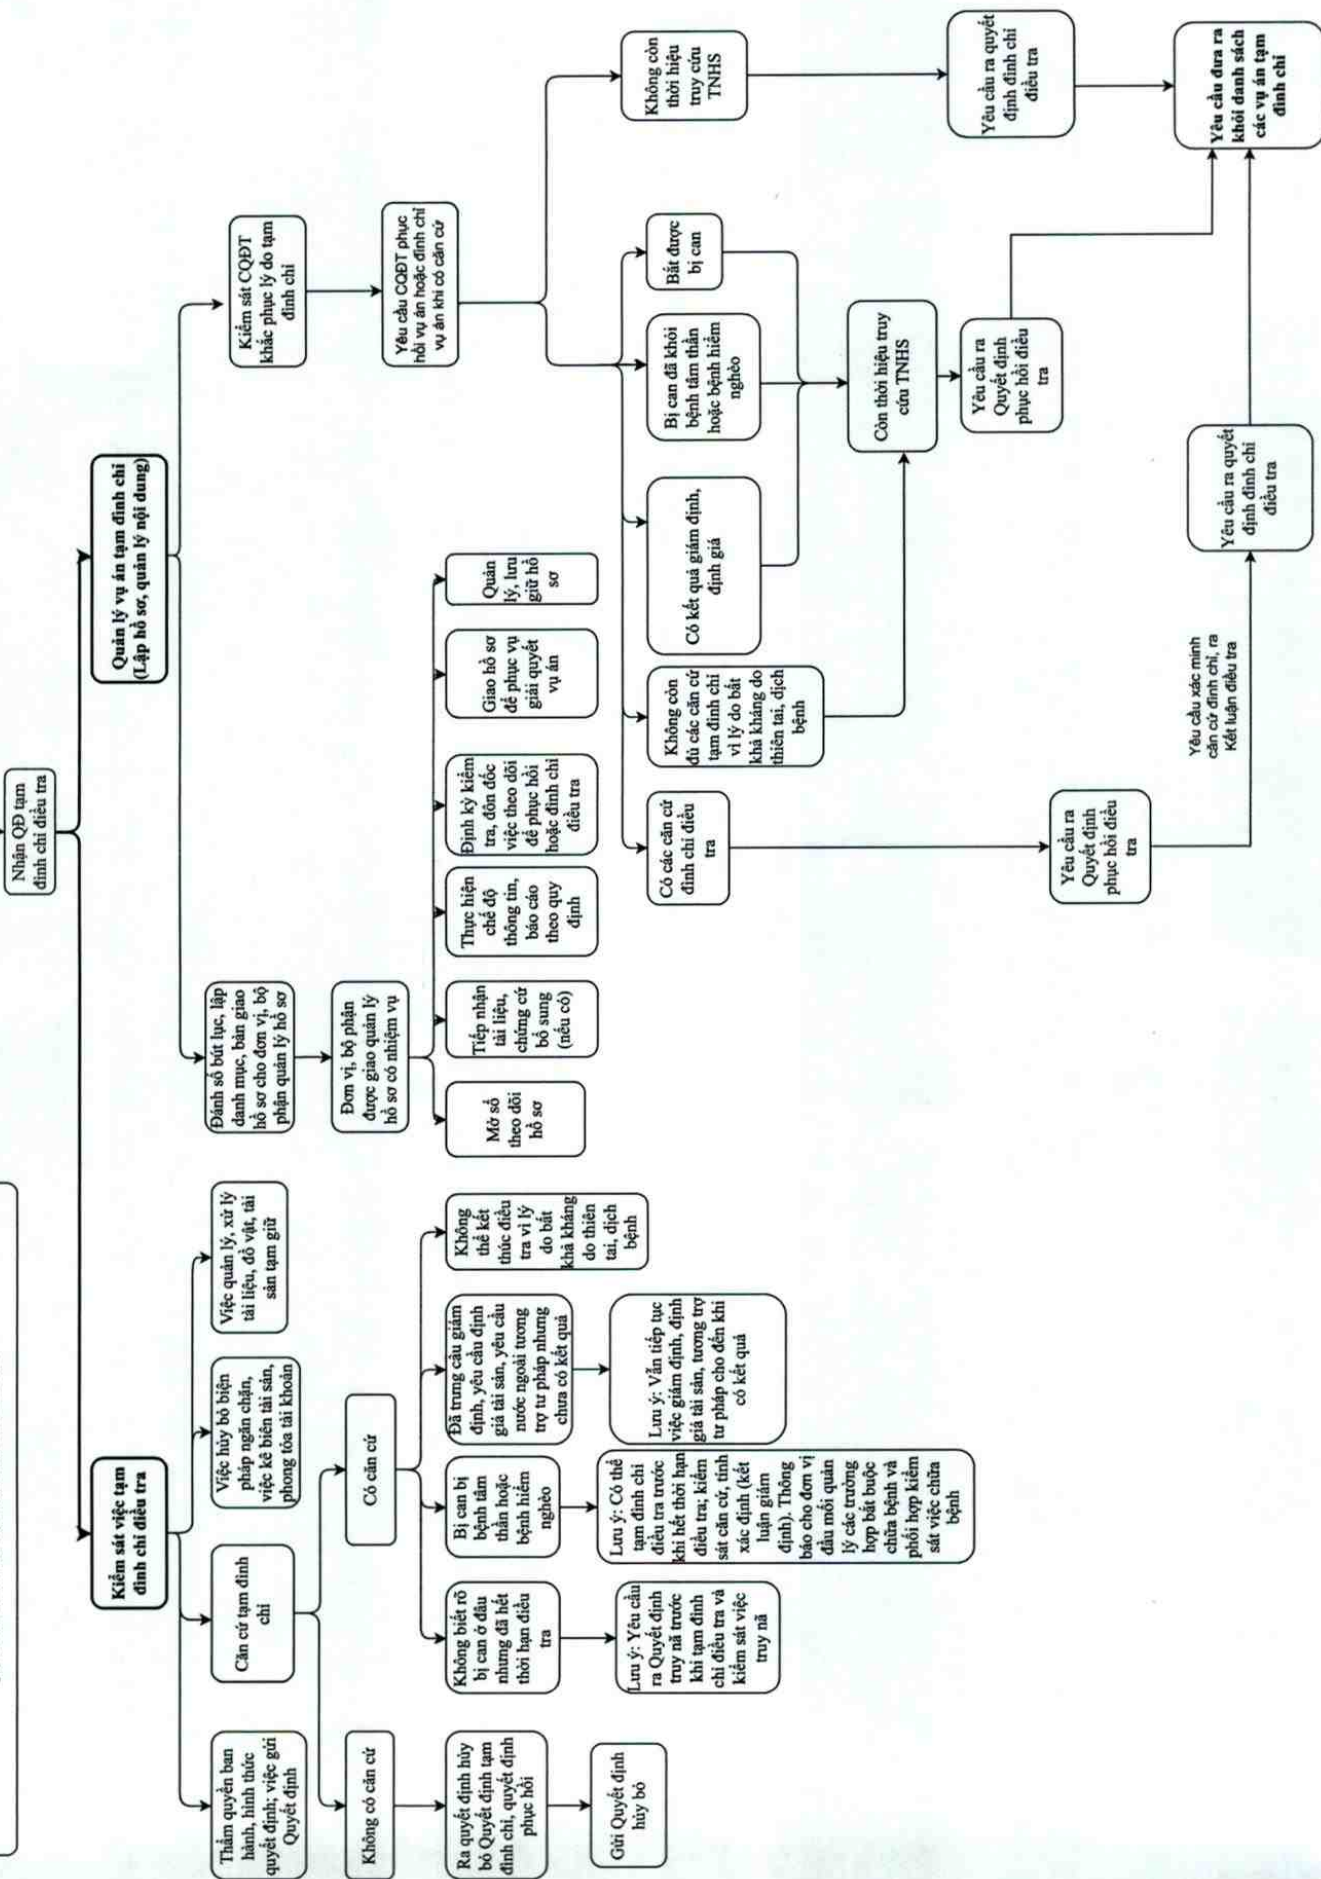 Nhận QĐ tạm
đình chỉ điều tra
Kiểm sát việc tạm
đình chỉ điều tra
Quản lý vụ án tạm đình chỉ
(Lập hồ sơ, quản lý nội dung)
Thẩm quyền ban
hành, hình thức
quyết định; việc gửi
Quyết định
Căn cứ tạm đình
chỉ
Việc hủy bỏ biện
pháp ngăn chặn,
việc kê biên tài sản,
phong tỏa tài khoản
Việc quản lý, xử lý
tài liệu, đồ vật, tài
sản tạm giữ
Không có căn cứ
Có căn cứ
Ra quyết định hủy
bỏ Quyết định tạm
đình chỉ, quyết định
phục hồi
Gửi Quyết định
hủy bỏ
Không biết rõ
bị can ở đâu
nhưng đã hết
thời hạn điều
tra
Lưu ý: Yêu cầu
ra Quyết định
truy nã trước
khi tạm đình
chỉ điều tra và
kiểm sát việc
truy nã
Bị can bị
bệnh tâm
thần hoặc
bệnh hiểm
nghèo
Lưu ý: Có thể
tạm đình chỉ
điều tra trước
khi hết thời hạn
điều tra; kiểm
sát căn cứ, tính
xác định (kết
luận giám
định). Thông
báo cho đơn vị
đầu mối quản
lý các trường
hợp bắt buộc
chữa bệnh và
phối hợp kiểm
sát việc chữa
bệnh
Đã trưng cầu giám
định, yêu cầu định
giá tài sản, yêu cầu
nước ngoài tương
trợ tư pháp nhưng
chưa có kết quả
Lưu ý: Vẫn tiếp tục
việc giám định, định
giá tài sản, tương trợ
tư pháp cho đến khi
có kết quả
Không
thể kết
thúc điều
tra vì lý
do bất
khả kháng
do thiên
tai, dịch
bệnh
Đánh số bút lục, lập
danh mục, bàn giao
hồ sơ cho đơn vị, bộ
phận quản lý hồ sơ
Đơn vị, bộ phận
được giao quản lý
hồ sơ có nhiệm vụ
Mở sổ
theo dõi
hồ sơ
Tiếp nhận
tài liệu,
chứng cứ
bổ sung
(nếu có)
Thực hiện
chế độ
thông tin,
báo cáo
theo quy
định
Định kỳ kiểm
tra, đôn đốc
việc theo dõi
để phục hồi
hoặc đình chỉ
điều tra
Giao hồ sơ
để phục vụ
giải quyết
vụ án
Quản
lý, lưu
giữ hồ
sơ
Kiểm sát CQĐT
khắc phục lý do tạm
đình chỉ
Yêu cầu CQĐT phục
hồi vụ án hoặc đình chỉ
vụ án khi có căn cứ
Có các căn cứ
đình chỉ điều
tra
Không còn
đủ các căn cứ
tạm đình chỉ
vì lý do bất
khả kháng do
thiên tai, dịch
bệnh
Có kết quả giám định,
định giá
Bị can đã khỏi
bệnh tâm thần
hoặc bệnh hiểm
nghèo
Bắt được
bị can
Không còn
thời hiệu
truy cứu
TNHS
Còn thời hiệu truy
cứu TNHS
Yêu cầu ra
Quyết định
phục hồi điều
tra
Yêu cầu ra quyết
định đình chỉ
điều tra
Yêu cầu ra
Quyết định
phục hồi điều
tra
Yêu cầu xác minh
căn cứ đình chỉ, ra
Kết luận điều tra
Yêu cầu ra quyết
định đình chỉ
điều tra
Yêu cầu đưa ra
khỏi danh sách
các vụ án tạm
đình chỉ